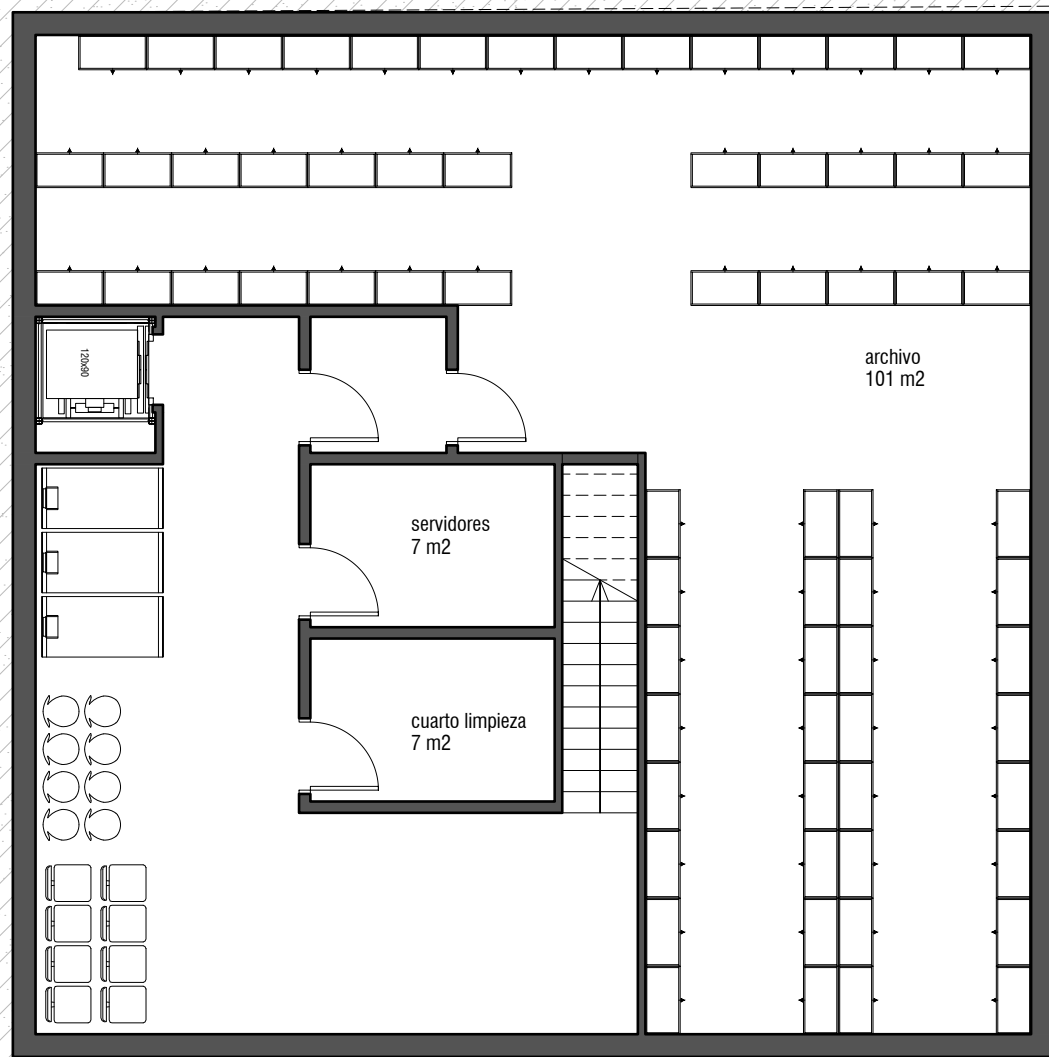 120x90
archivo
101 m2
servidores
7 m2
cuarto limpieza
7 m2